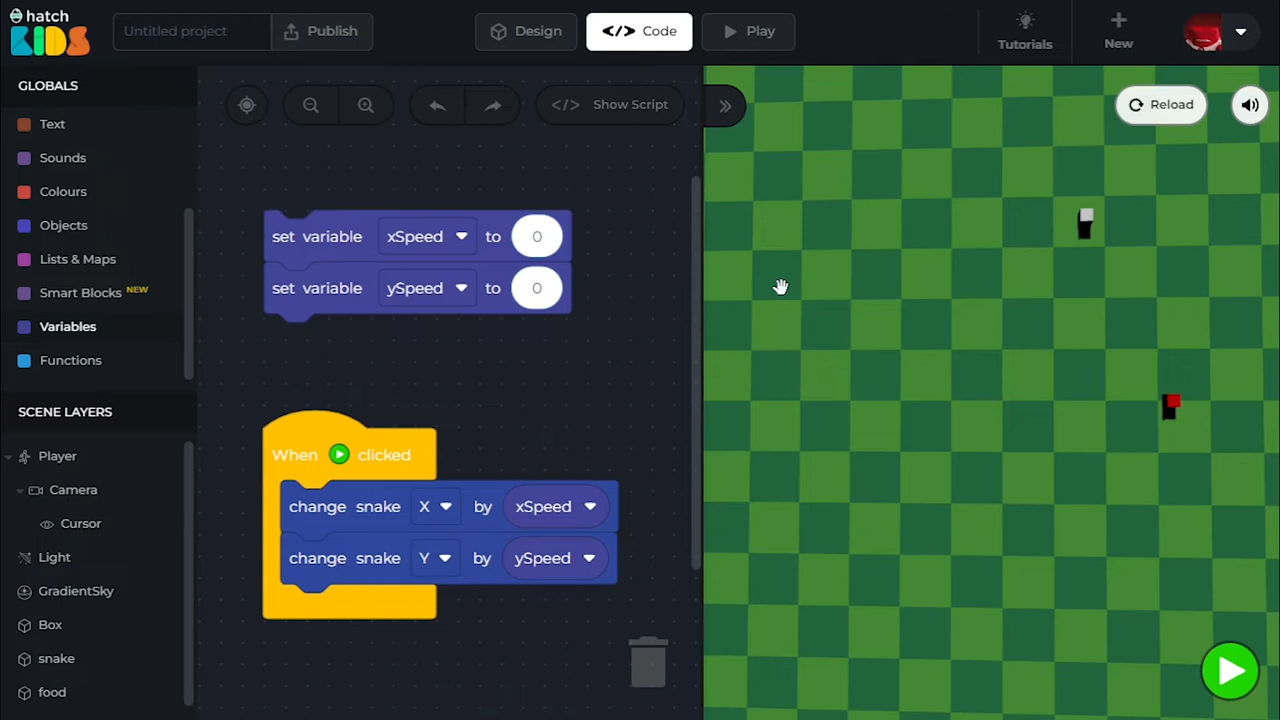 hatch
KIDS
Untitled project
Publish
Design
</> Code
Play
Tutorials
New
GLOBALS
Text
Sounds
Colours
Objects
Lists & Maps
Smart Blocks NEW
Variables
Functions
SCENE LAYERS
Player
Camera
Cursor
Light
GradientSky
Box
snake
food
</> Show Script
set variable xSpeed to 0
set variable ySpeed to 0
When clicked
change snake X by xSpeed
change snake Y by ySpeed
Reload